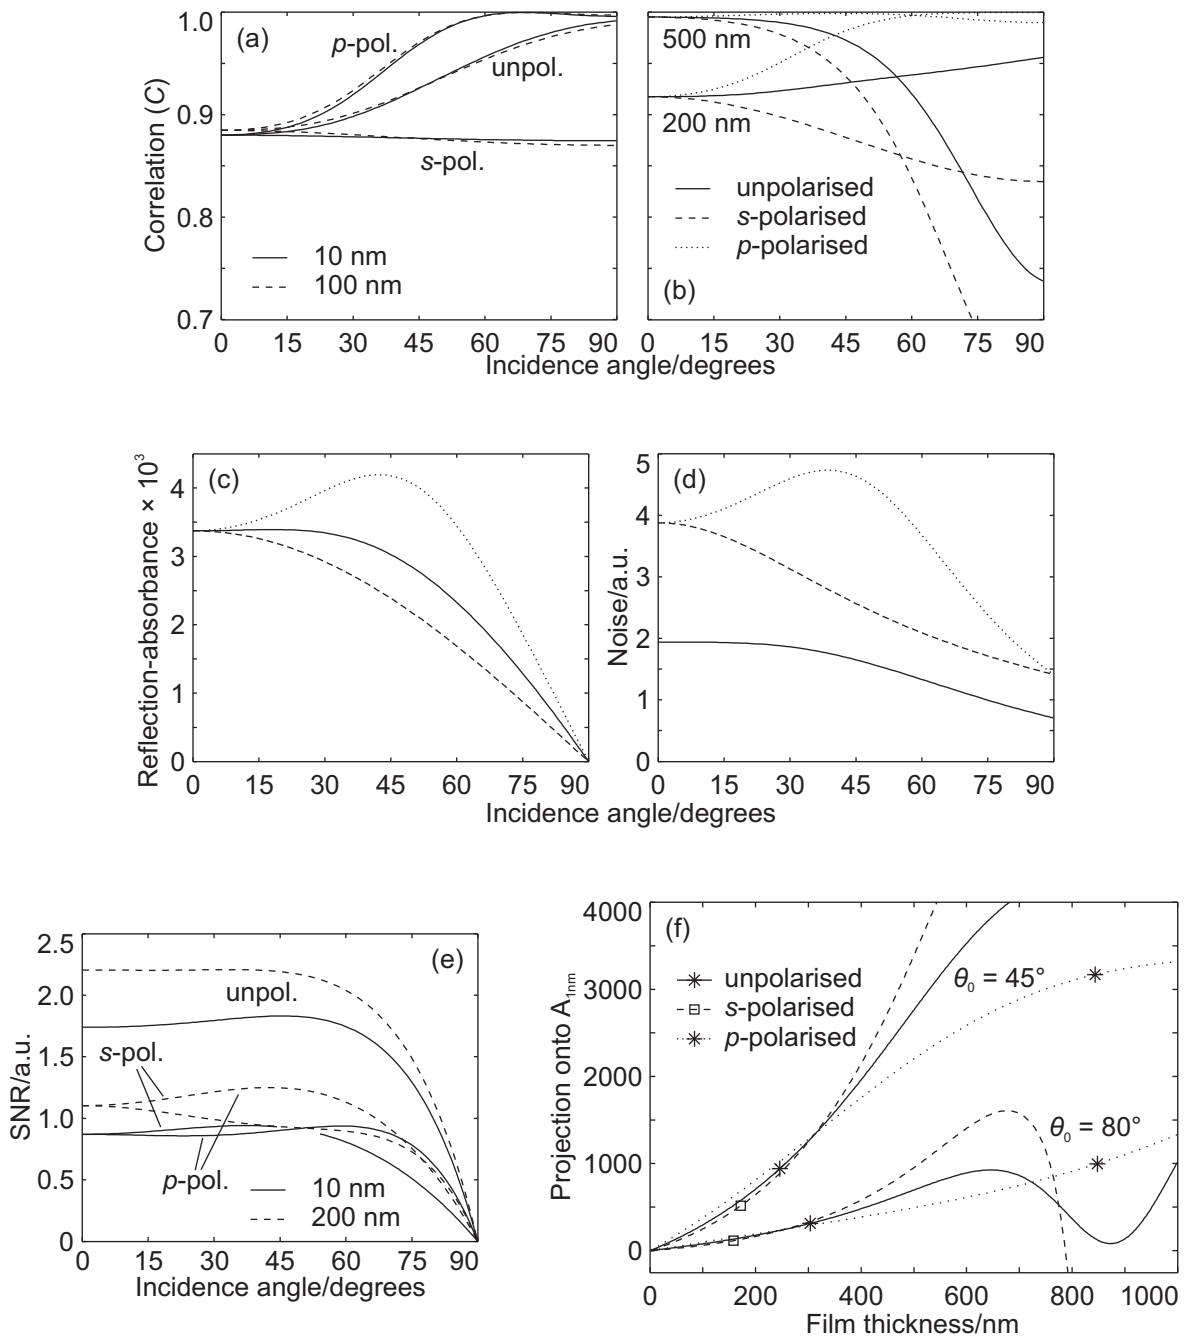 (a)
p-pol.
unpol.
s-pol.
10 nm
100 nm
Correlation (C)
1.0
0.9
0.8
0.7
0 15 30 45 60 75 90
500 nm
200 nm
unpolarised
s-polarised
p-polarised
(b)
0 15 30 45 60 75 90
Incidence angle/degrees
(c)
Reflection-absorbance × 10³
4
3
2
1
0
0 15 30 45 60 75 90
(d)
Noise/a.u.
5
4
3
2
1
0
0 15 30 45 60 75 90
Incidence angle/degrees
(e)
SNR/a.u.
2.5
2.0
1.5
1.0
0.5
0
unpol.
s-pol.
p-pol.
10 nm
200 nm
0 15 30 45 60 75 90
Incidence angle/degrees
(f)
Projection onto A₁ₙₘ
4000
3000
2000
1000
0
unpolarised
s-polarised
p-polarised
θ₀ = 45°
θ₀ = 80°
0 200 400 600 800 1000
Film thickness/nm